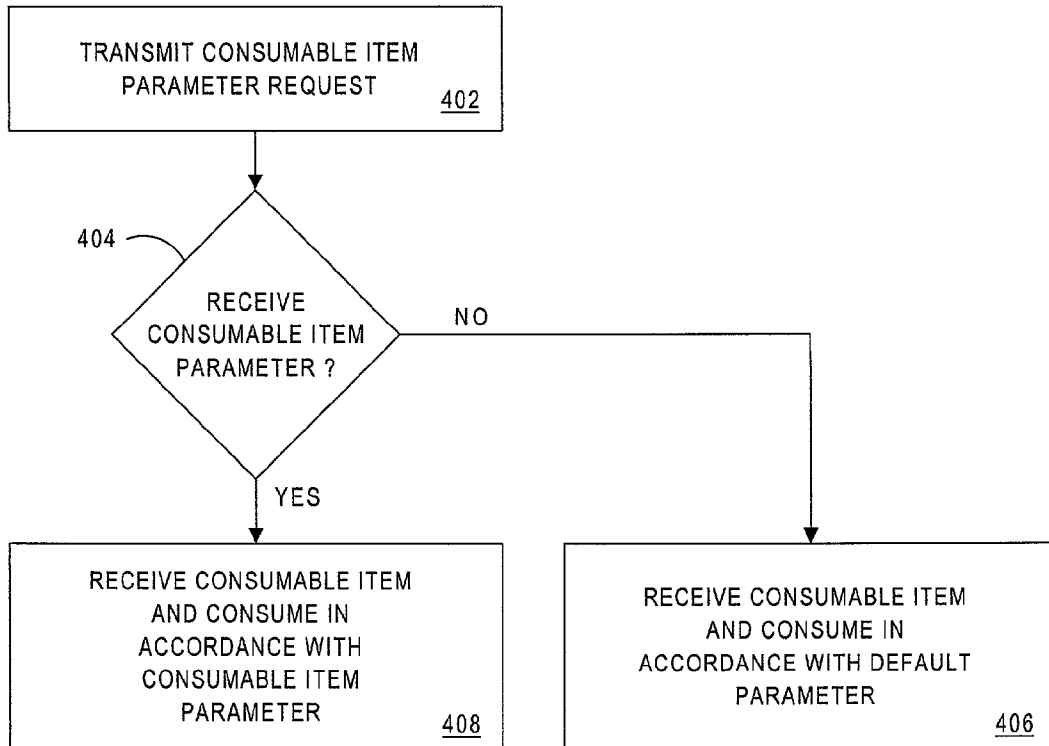 TRANSMIT CONSUMABLE ITEM
PARAMETER REQUEST
402
404
RECEIVE
CONSUMABLE ITEM
PARAMETER ?
NO
YES
RECEIVE CONSUMABLE ITEM
AND CONSUME IN
ACCORDANCE WITH
CONSUMABLE ITEM
PARAMETER
408
RECEIVE CONSUMABLE ITEM
AND CONSUME IN
ACCORDANCE WITH DEFAULT
PARAMETER
406